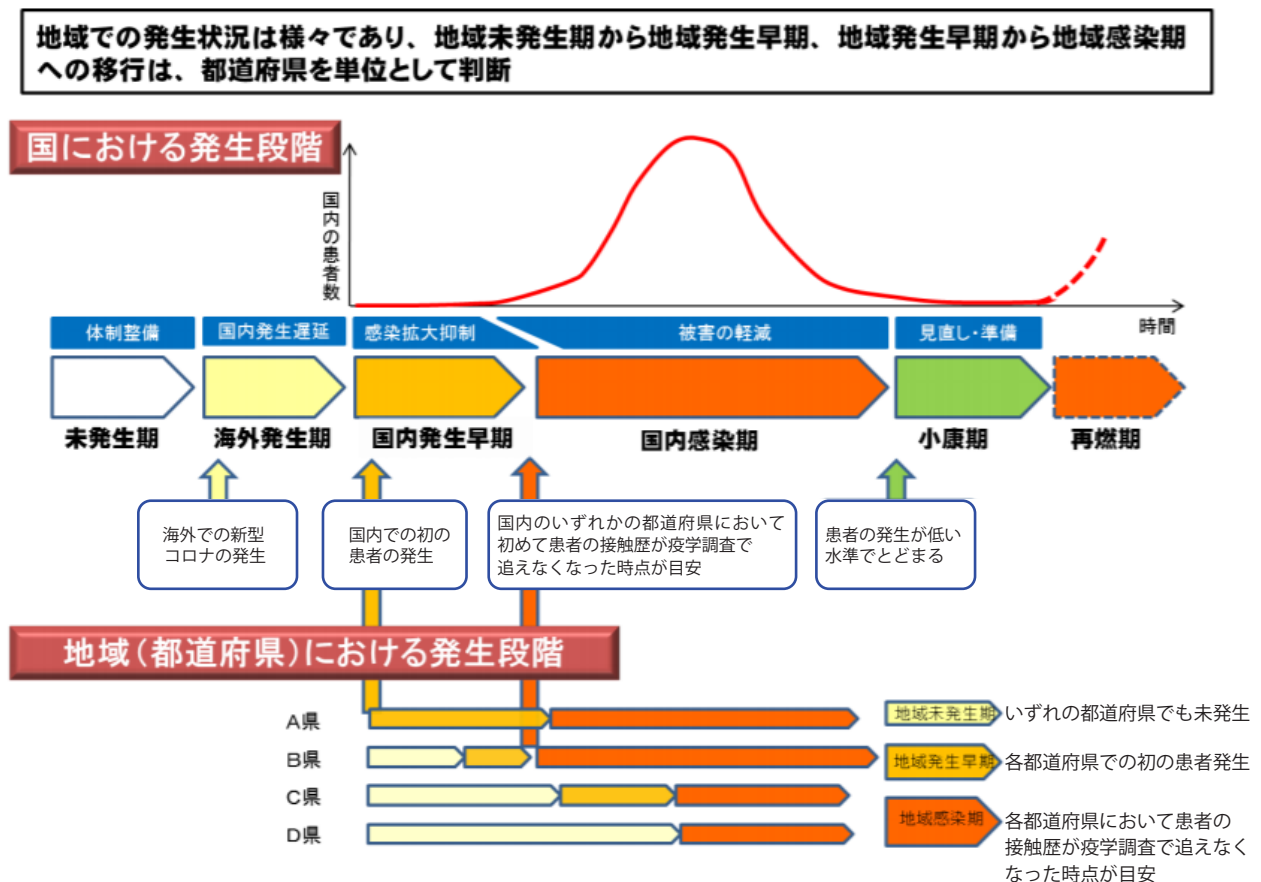 地域での発生状況は様々であり、地域未発生期から地域発生早期、地域発生早期から地域感染期
への移行は、都道府県を単位として判断
国における発生段階
国内の患者数
時間
体制整備
国内発生遅延
感染拡大抑制
被害の軽減
見直し・準備
未発生期
海外発生期
国内発生早期
国内感染期
小康期
再燃期
海外での新型
コロナの発生
国内での初の
患者の発生
国内のいずれかの都道府県において
初めて患者の接触歴が疫学調査で
追えなくなった時点が目安
患者の発生が低い
水準でとどまる
地域（都道府県）における発生段階
A県
B県
C県
D県
地域未発生期
いずれの都道府県でも未発生
地域発生早期
各都道府県での初の患者発生
地域感染期
各都道府県において患者の
接触歴が疫学調査で追えなく
なった時点が目安